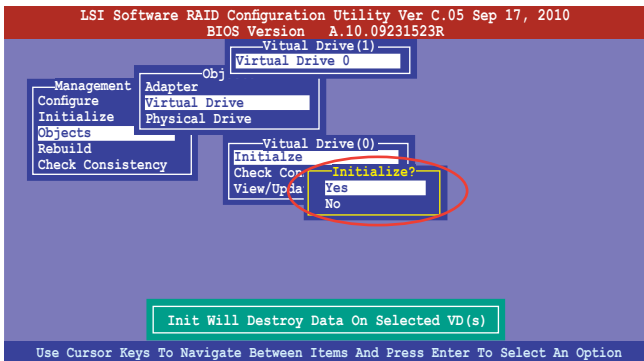 LSI Software RAID Configuration Utility Ver C.05 Sep 17, 2010
BIOS Version A.10.09231523R
Vitual Drive(1)
Virtual Drive 0
Obj
Adapter
Virtual Drive
Physical Drive
Management
Configure
Initialize
Objects
Rebuild
Check Consistency
Vitual Drive(0)
Initialze
Check Con
View/Upda
Initialize?
Yes
No
Init Will Destroy Data On Selected VD(s)
Use Cursor Keys To Navigate Between Items And Press Enter To Select An Option